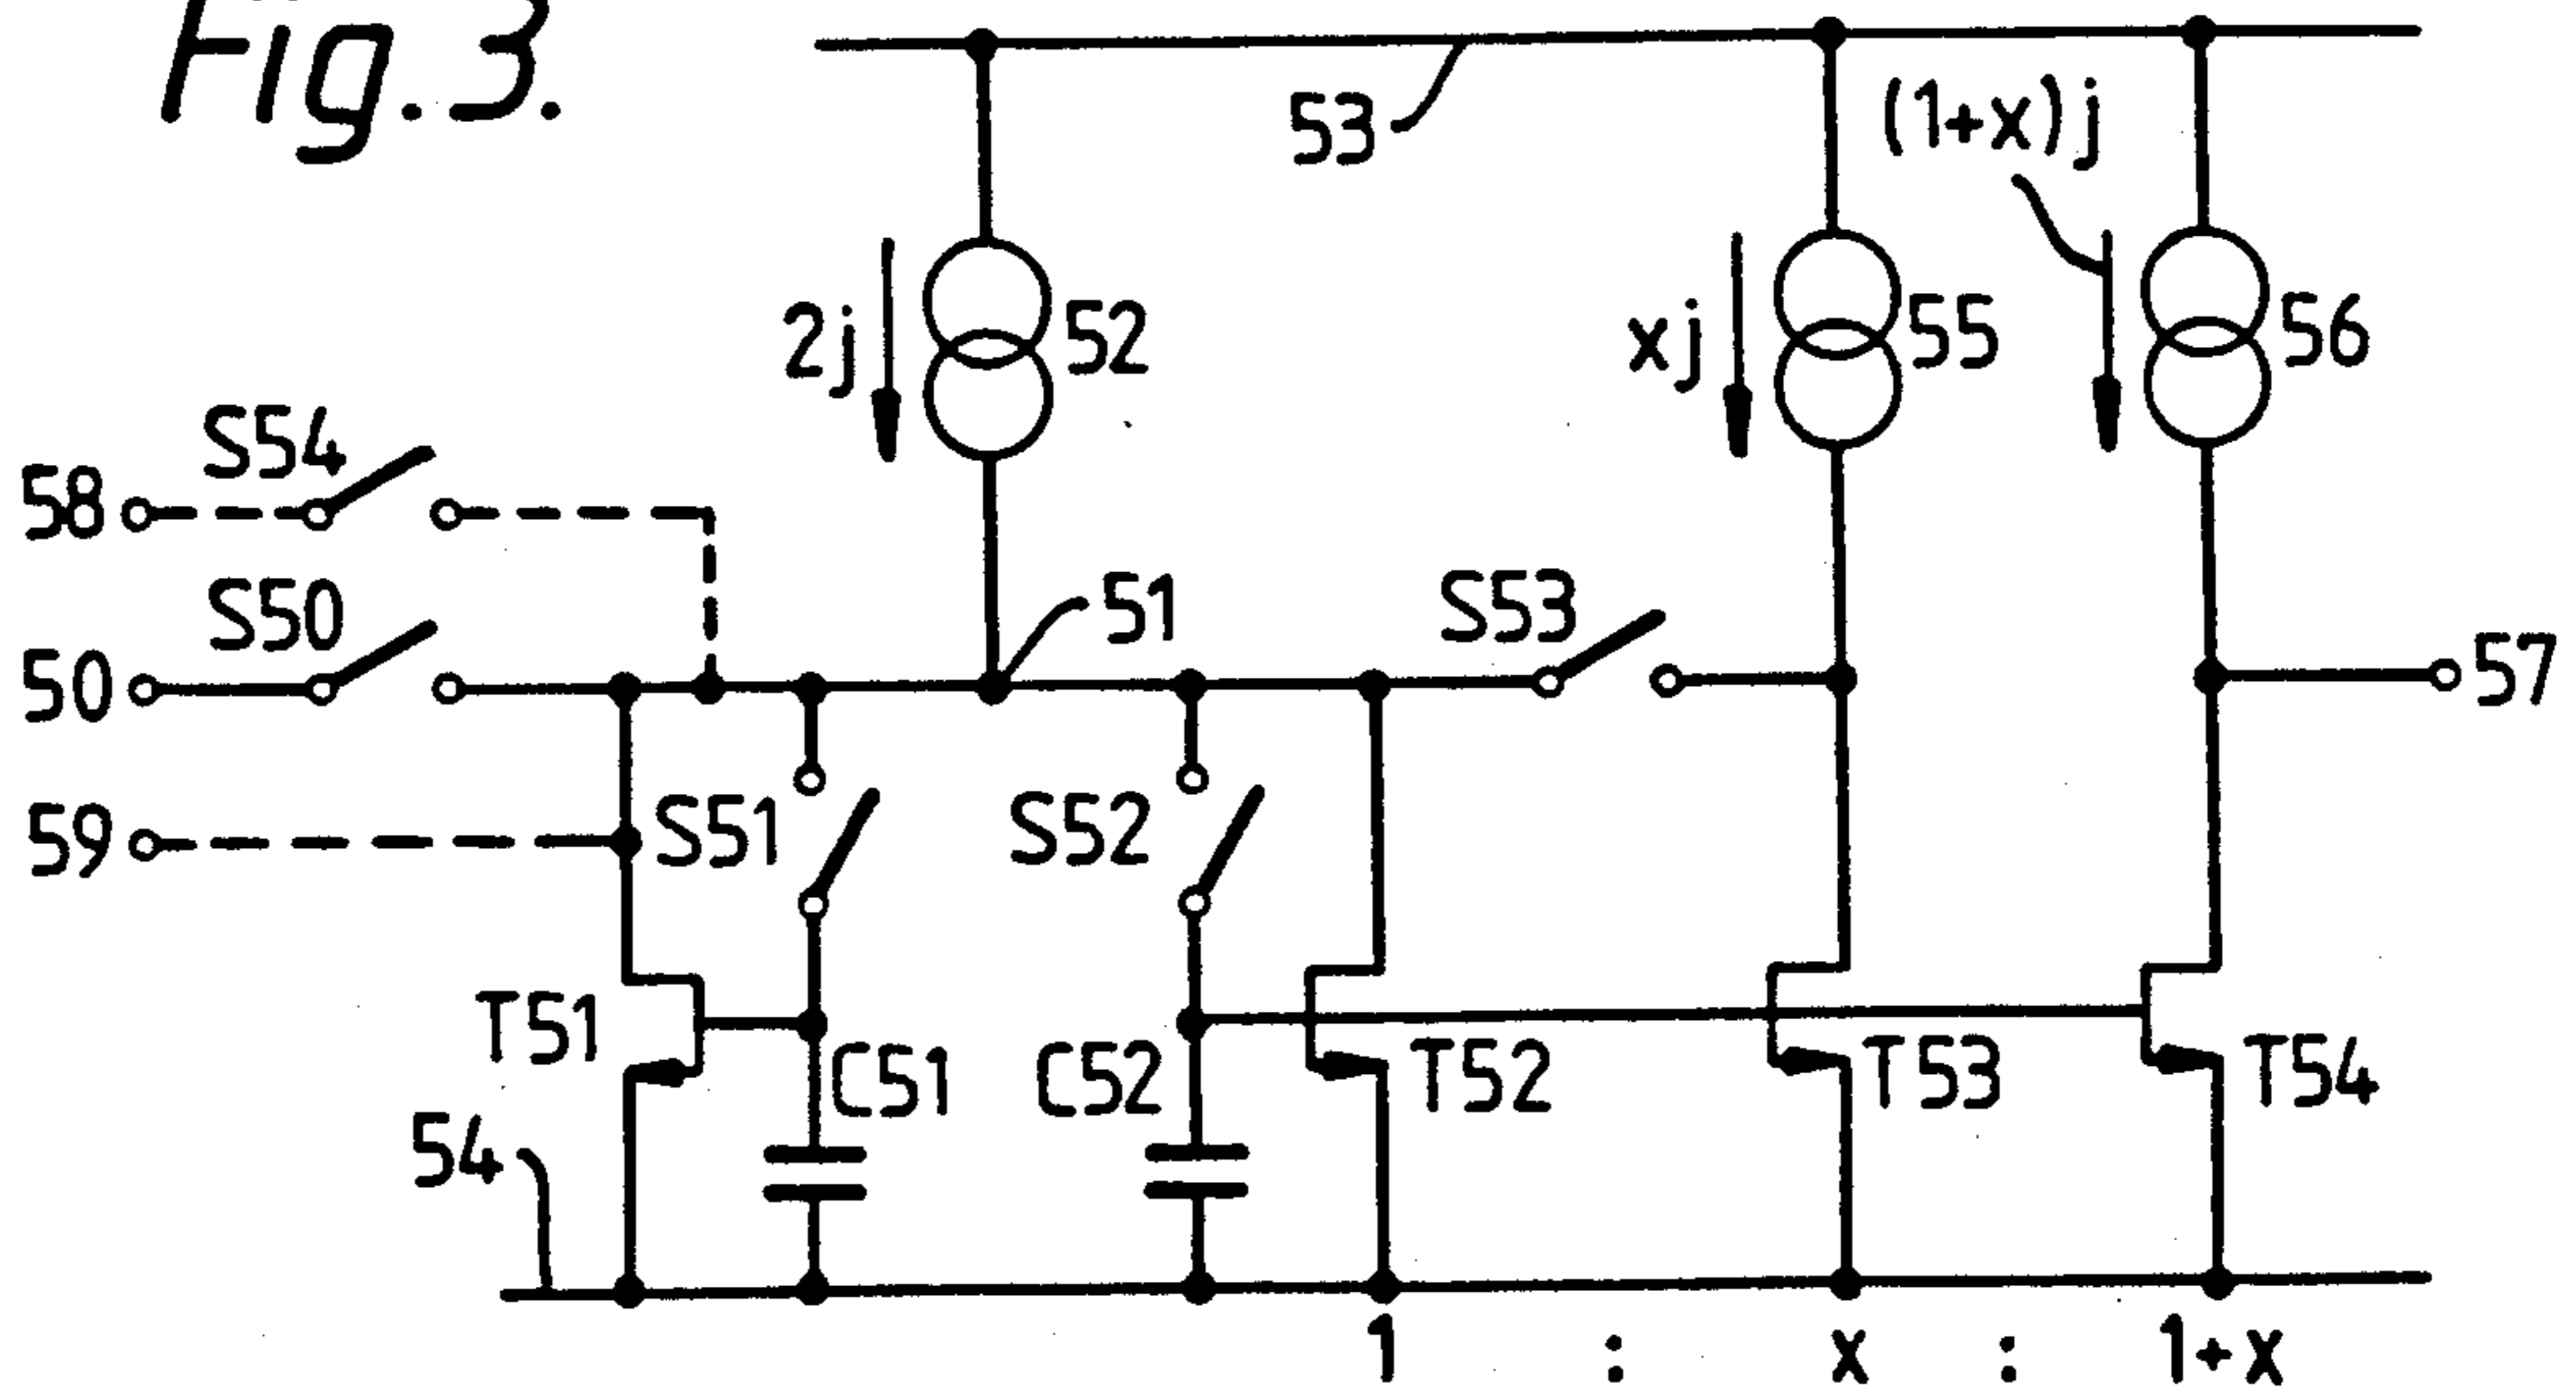 Fig.3.
53
(1+x)j
2j
52
xj
55
56
S54
58
S50
50
51
S53
57
59
S51
S52
T51
C51
C52
T52
T53
T54
54
1 : x : 1+x